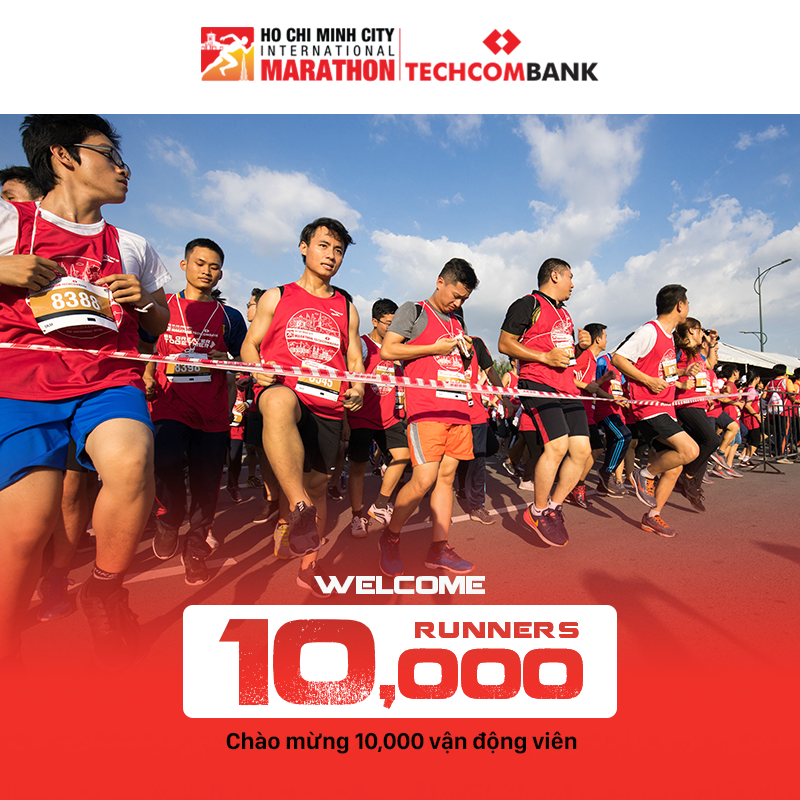 HO CHI MINH CITY
INTERNATIONAL
MARATHON
TECHCOMBANK
8388
WELCOME
RUNNERS
10,000
Chào mừng 10,000 vận động viên